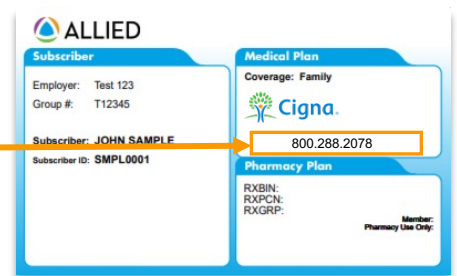 ALLIED
Subscriber
Employer: Test 123
Group #: T12345
Subscriber: JOHN SAMPLE
Subscriber ID: SMPL0001
Medical Plan
Coverage: Family
Cigna.
800.288.2078
Pharmacy Plan
RXBIN:
RXPCN:
RXGRP:
Member:
Pharmacy Use Only: